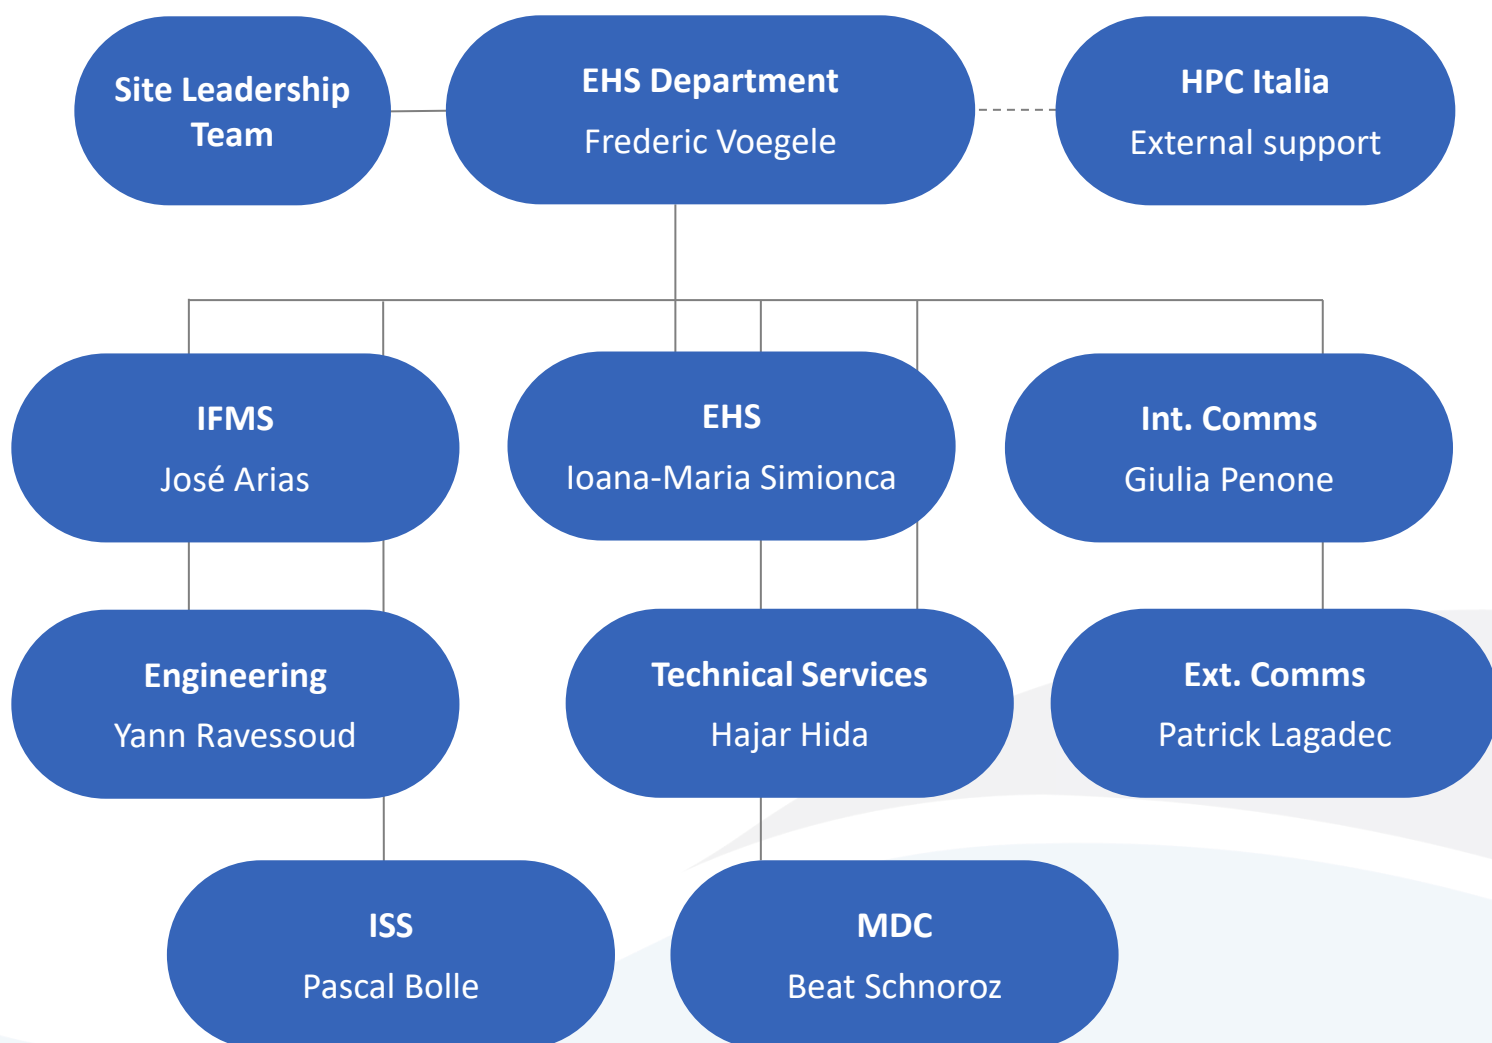 Site Leadership
Team
EHS Department
Frederic Voegele
HPC Italia
External support
IFMS
José Arias
EHS
Ioana-Maria Simionca
Int. Comms
Giulia Penone
Engineering
Yann Ravessoud
Technical Services
Hajar Hida
Ext. Comms
Patrick Lagadec
ISS
Pascal Bolle
MDC
Beat Schnoroz